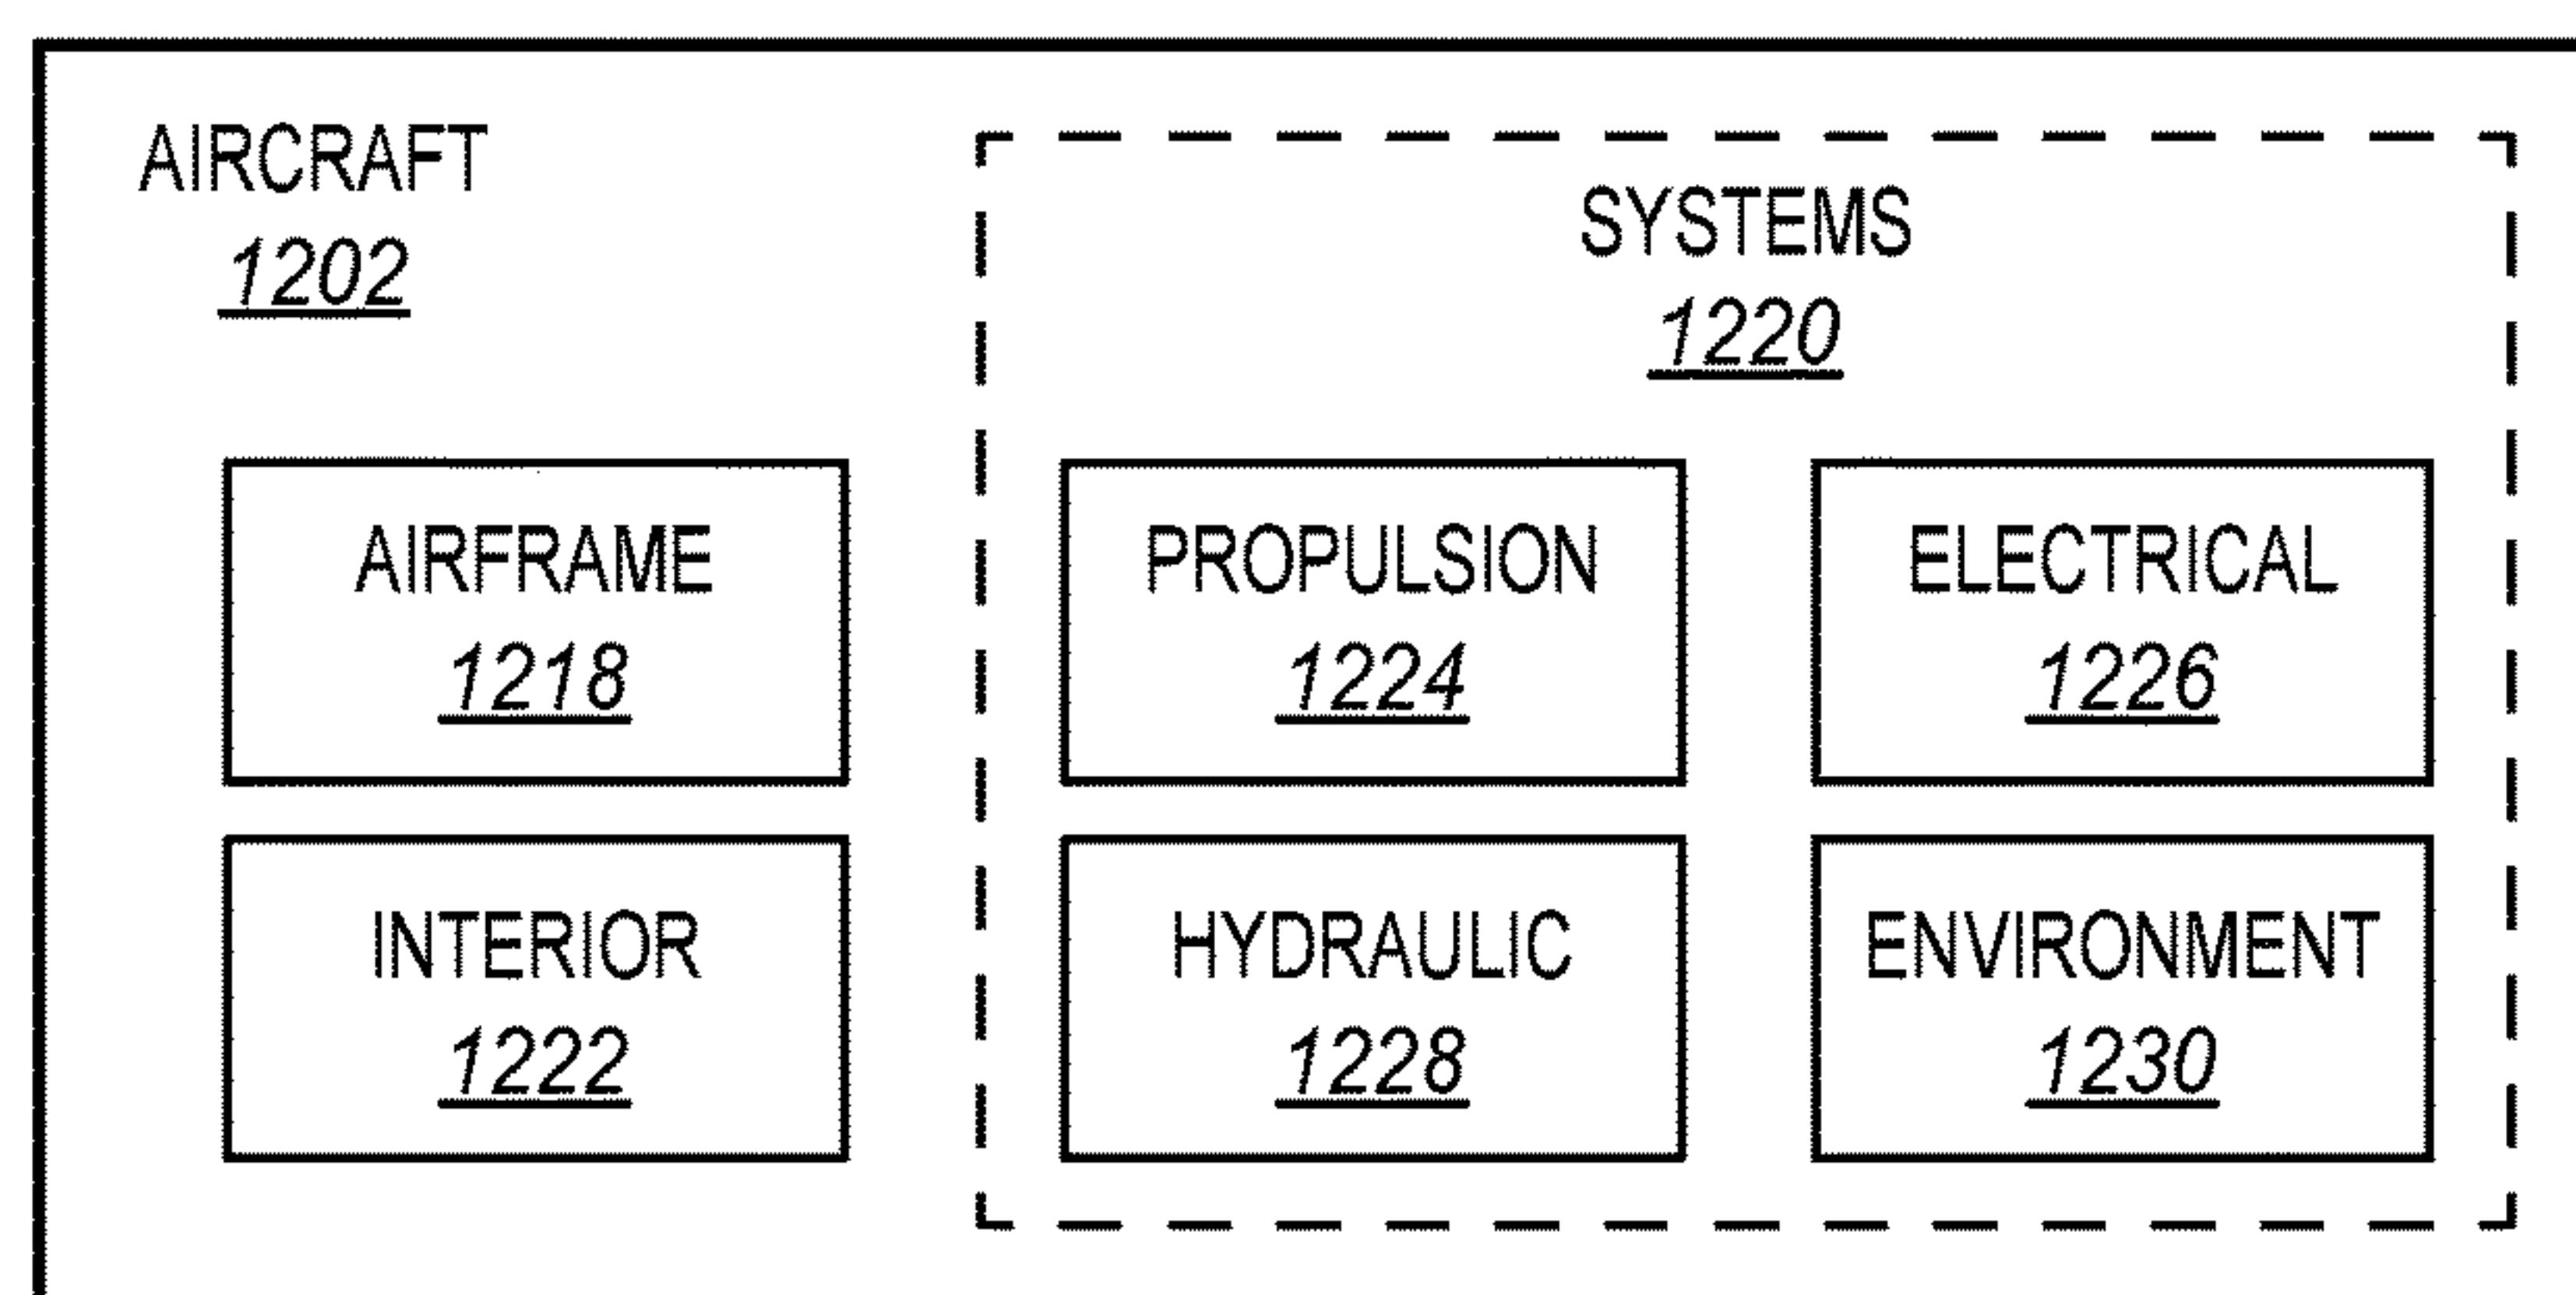 AIRCRAFT
1202
SYSTEMS
1220
AIRFRAME
1218
PROPULSION
1224
ELECTRICAL
1226
INTERIOR
1222
HYDRAULIC
1228
ENVIRONMENT
1230